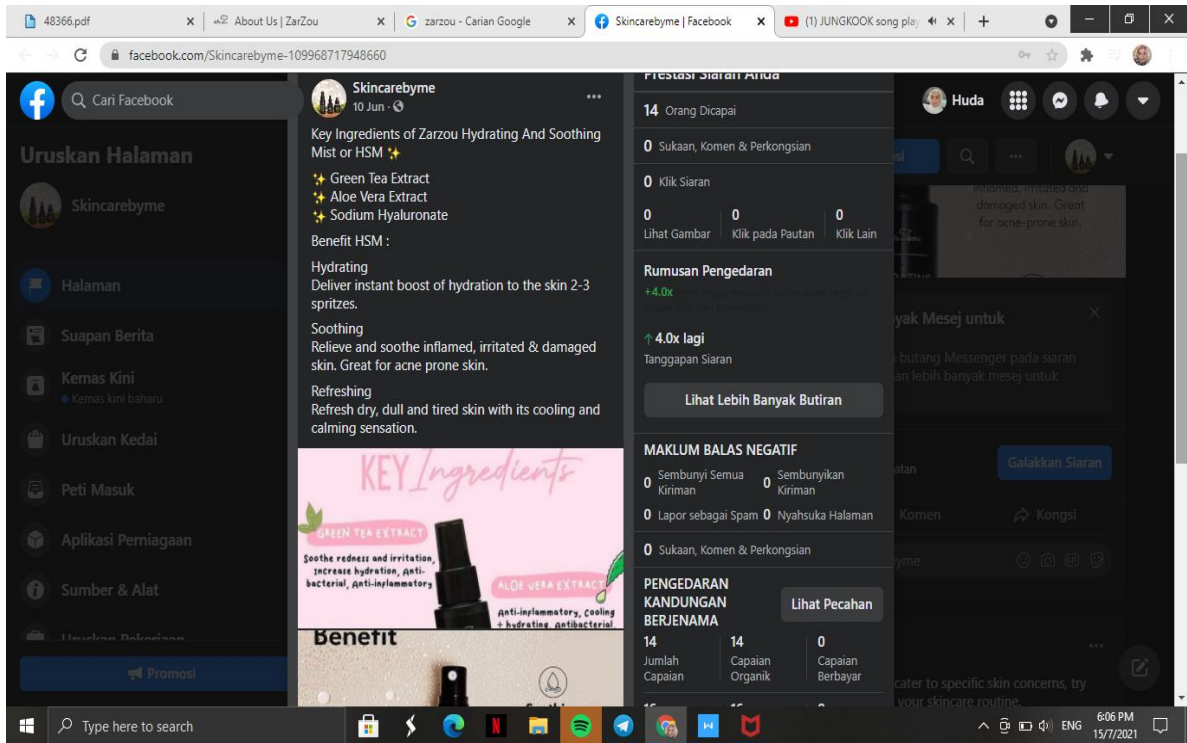 48366.pdf
About Us | ZarZou
zarzou - Carian Google
Skincarebyme | Facebook
(1) JUNGKOOK song play
facebook.com/Skincarebyme-109968717948660
Cari Facebook
Huda
Uruskan Halaman
Skincarebyme
Halaman
Suapan Berita
Kemas Kini
Kemas kini baharu
Uruskan Kedai
Peti Masuk
Aplikasi Perniagaan
Sumber & Alat
Uruskan Pekerjaan
Promosi
Skincarebyme
10 Jun
Key Ingredients of Zarzou Hydrating And Soothing
Mist or HSM ✨
✨ Green Tea Extract
✨ Aloe Vera Extract
✨ Sodium Hyaluronate
Benefit HSM :
Hydrating
Deliver instant boost of hydration to the skin 2-3
spritzes.
Soothing
Relieve and soothe inflamed, irritated & damaged
skin. Great for acne prone skin.
Refreshing
Refresh dry, dull and tired skin with its cooling and
calming sensation.
KEY Ingredients
GREEN TEA EXTRACT
Soothe redness and irritation,
increase hydration, anti-
bacterial, anti-inflammatory
ALOE VERA EXTRACT
Anti-inflammatory, cooling
+ hydrating, antibacterial
Benefit
Prestasi Siaran Anda
14 Orang Dicapai
0 Sukaan, Komen & Perkongsian
0 Klik Siaran
0 0 0
Lihat Gambar Klik pada Pautan Klik Lain
Rumusan Pengedaran
+4.0x
4.0x lagi
Tanggapan Siaran
Lihat Lebih Banyak Butiran
MAKLUM BALAS NEGATIF
0 Sembunyi Semua Kiriman 0 Sembunyikan Kiriman
0 Lapor sebagai Spam 0 Nyahsuka Halaman
0 Sukaan, Komen & Perkongsian
PENGEDARAN
KANDUNGAN
BERJENAMA
Lihat Pecahan
14 14 0
Jumlah Capaian Capaian
Capaian Organik Berbayar
inflamed, irritated and
damaged skin. Great
for acne-prone skin.
yak Mesej untuk
butang Messenger pada siaran
an lebih banyak mesej untuk
atan
Galakkan Siaran
Komen
Kongsi
yme
cater to specific skin concerns, try
your skincare routine.
Type here to search
ENG
6:06 PM
15/7/2021